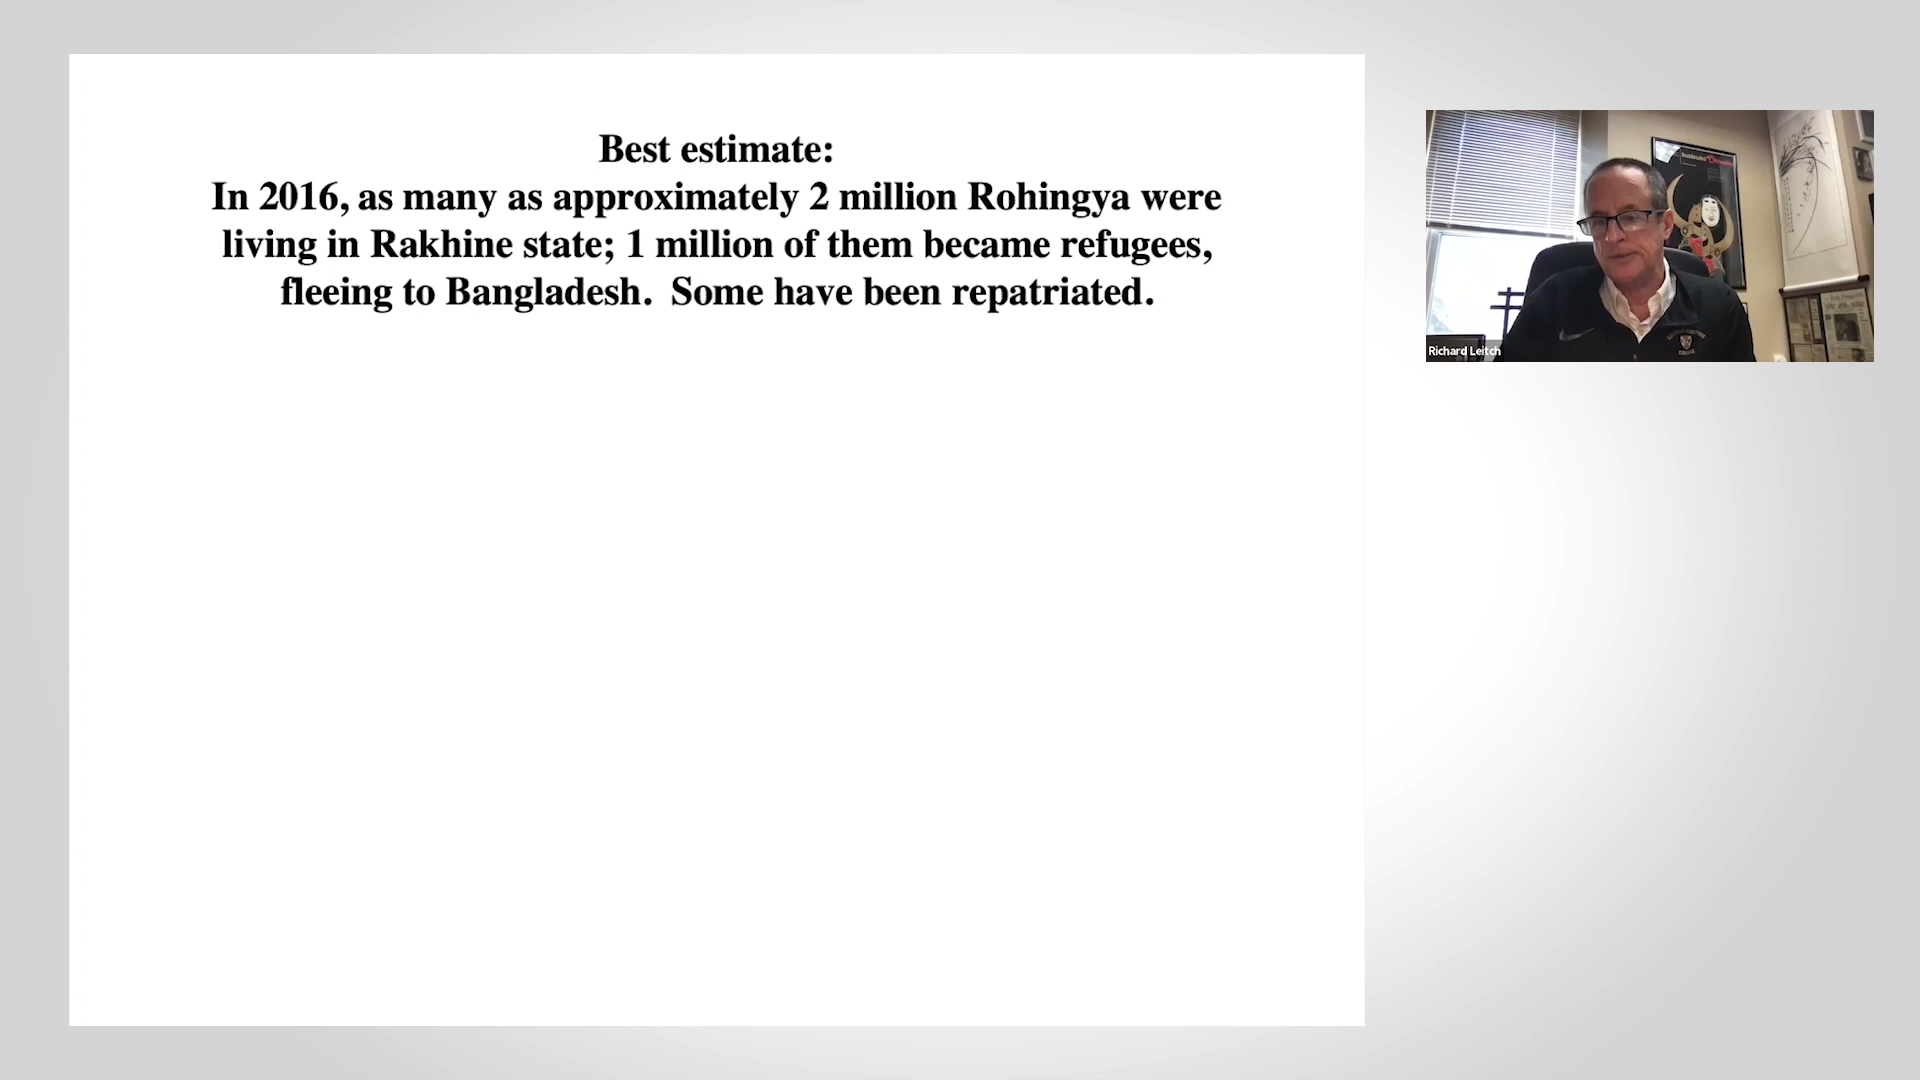 Best estimate:
In 2016, as many as approximately 2 million Rohingya were
living in Rakhine state; 1 million of them became refugees,
fleeing to Bangladesh.  Some have been repatriated.
Richard Leitch